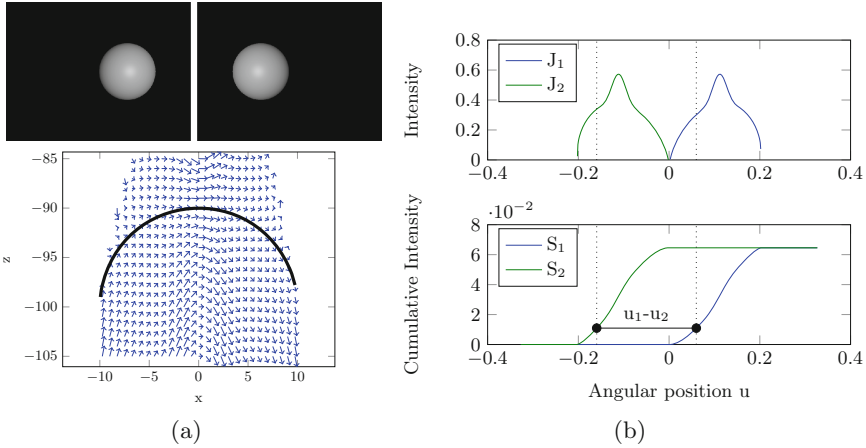 −85
−90
−95
−100
−105
z
−10 −5 0 5 10
x
(a)
0.8
0.6
0.4
0.2
0
Intensity
J1
J2
−0.4 −0.2 0 0.2 0.4
·10−2
8
6
4
2
0
Cumulative Intensity
S1
S2
u1-u2
−0.4 −0.2 0 0.2 0.4
Angular position u
(b)